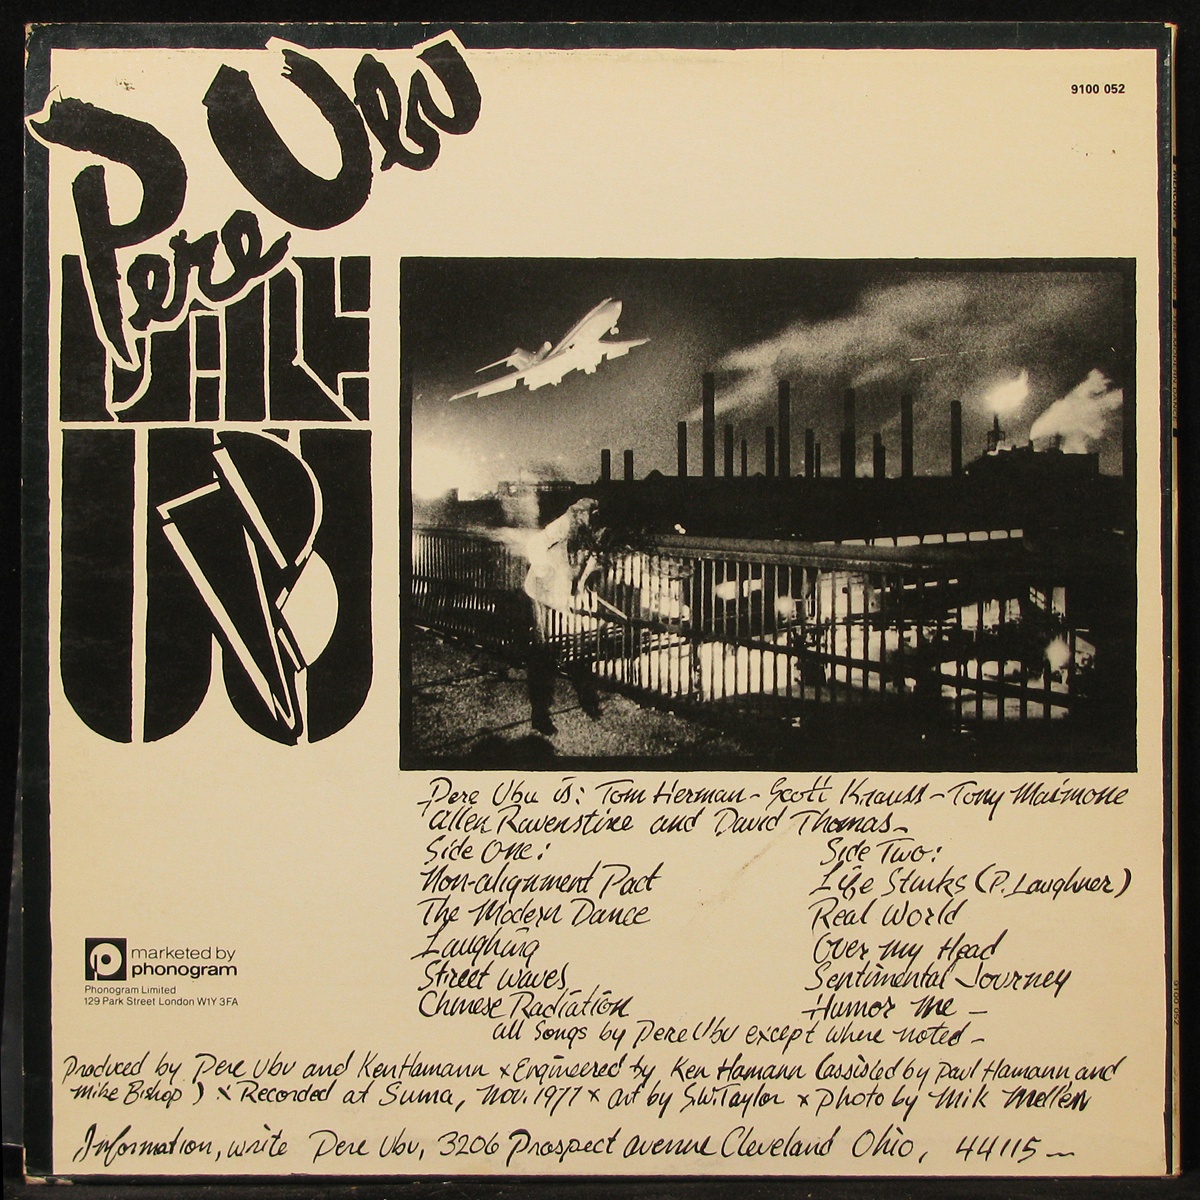 Pere Ubu
9100 052
Pere Ubu is: Tom Herman - Scott Krauss - Tony Maimone
Allen Ravenstine and David Thomas -
Side One:
Non-alignment Pact
The Modern Dance
Laughing
Street Waves
Chinese Radiation
Side Two:
Life Stinks (P. Laughner)
Real World
Over my Head
Sentimental Journey
Humor Me -
all Songs by Pere Ubu except where noted -
marketed by
phonogram
Phonogram Limited
129 Park Street London W1Y 3FA
Produced by Pere Ubu and Ken Hamann x Engineered by Ken Hamann (assisted by Paul Hamann and
Mike Bishop) x Recorded at Suma, Nov. 1977 x art by S.W. Taylor x photo by Mik Mellen
Information, write Pere Ubu, 3206 Prospect avenue Cleveland Ohio, 44115 -